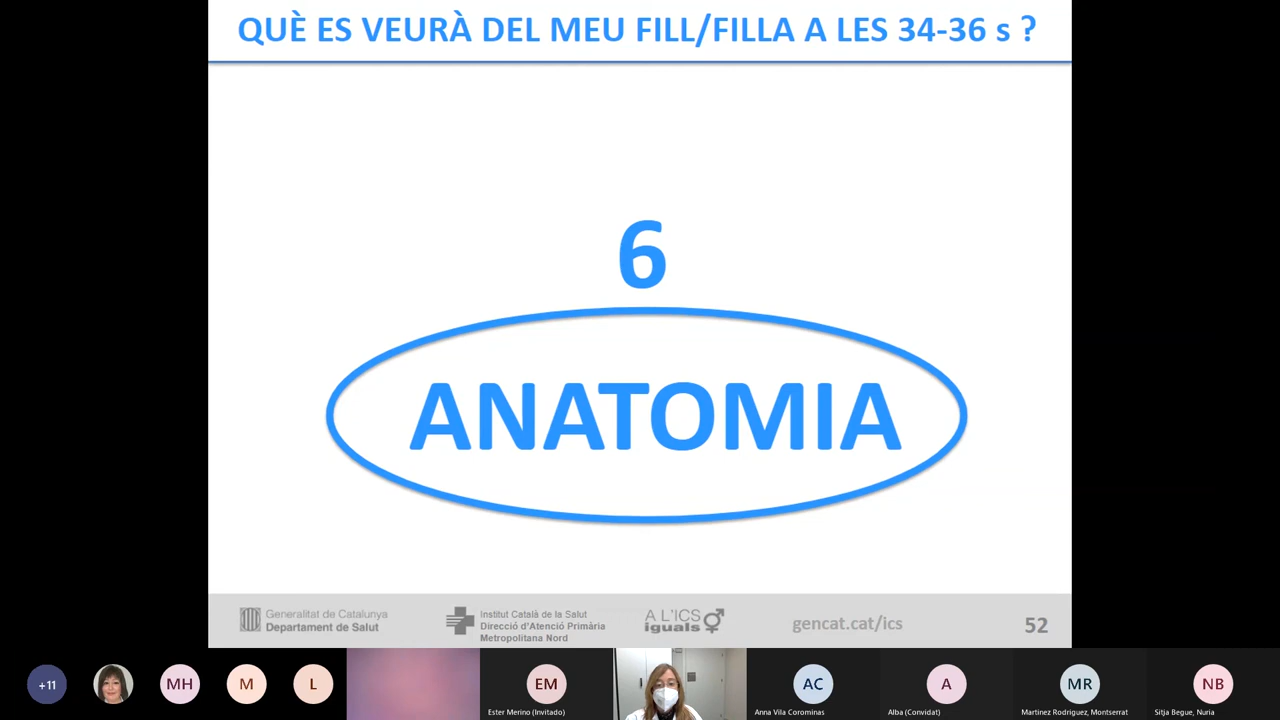 QUÈ ES VEURÀ DEL MEU FILL/FILLA A LES 34-36 s ?
6
ANATOMIA
Generalitat de Catalunya
Departament de Salut
Institut Català de la Salut
Direcció d'Atenció Primària
Metropolitana Nord
A L'ICS
iguals
gencat.cat/ics
52
+11
MH
M
L
EM
AC
A
MR
NB
Ester Merino (Invitado)
Anna Vila Corominas
Alba (Convidat)
Martinez Rodriguez, Montserrat
Sitja Begue, Nuria